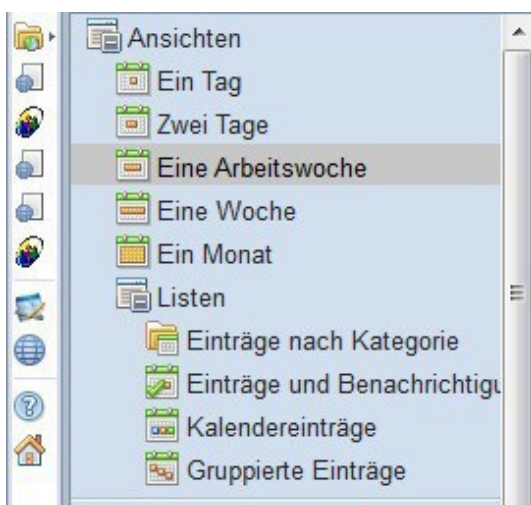 Ansichten
Ein Tag
Zwei Tage
Eine Arbeitswoche
Eine Woche
Ein Monat
Listen
Einträge nach Kategorie
Einträge und Benachrichtigu
Kalendereinträge
Gruppierte Einträge